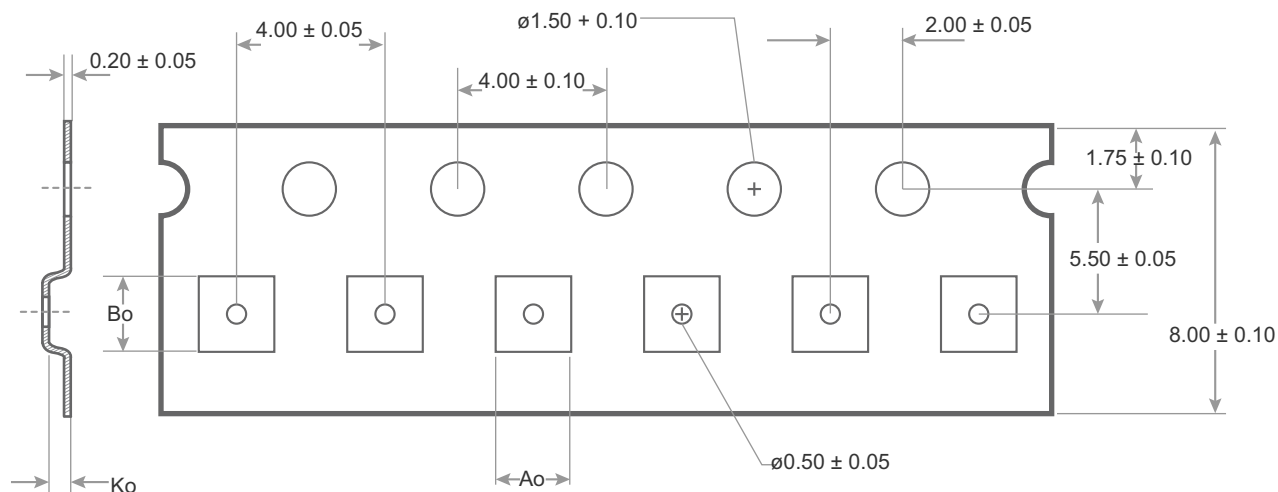 ø1.50 + 0.10
4.00 ± 0.05
2.00 ± 0.05
0.20 ± 0.05
4.00 ± 0.10
1.75 ± 0.10
5.50 ± 0.05
Bo
8.00 ± 0.10
ø0.50 ± 0.05
Ko
Ao